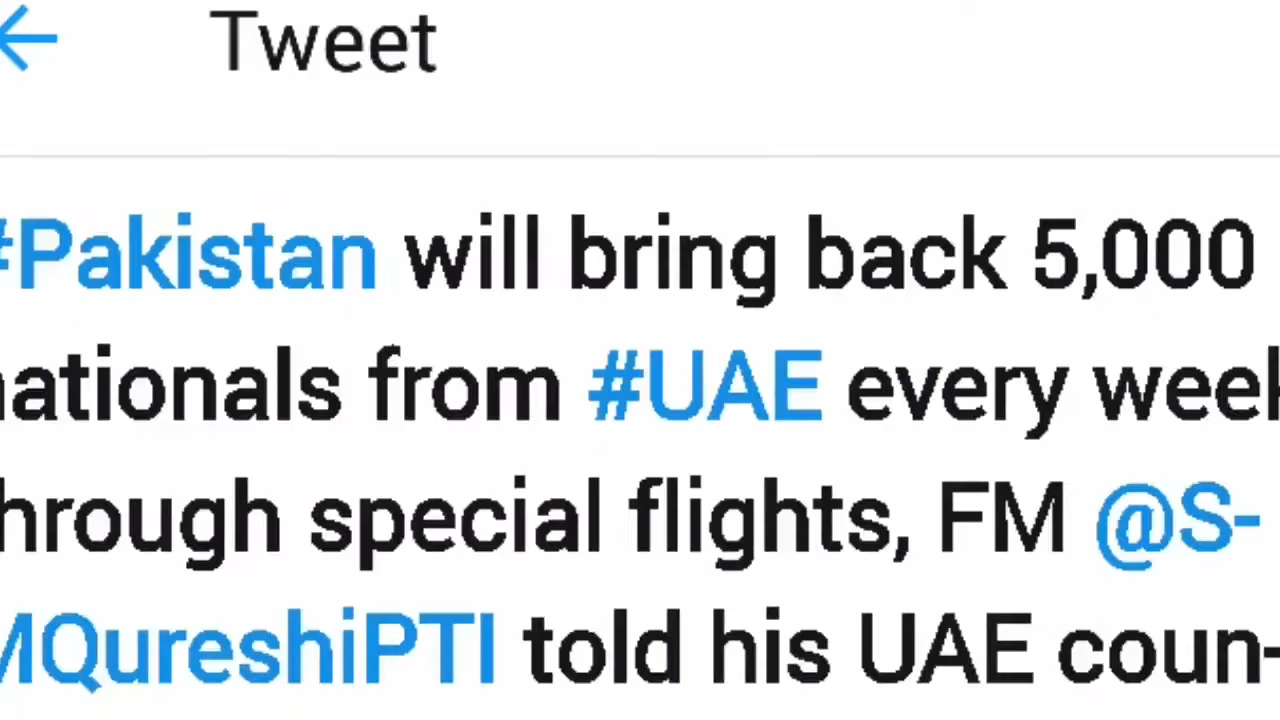 Tweet
#Pakistan will bring back 5,000
nationals from #UAE every week
through special flights, FM @S-
MQureshiPTI told his UAE coun-